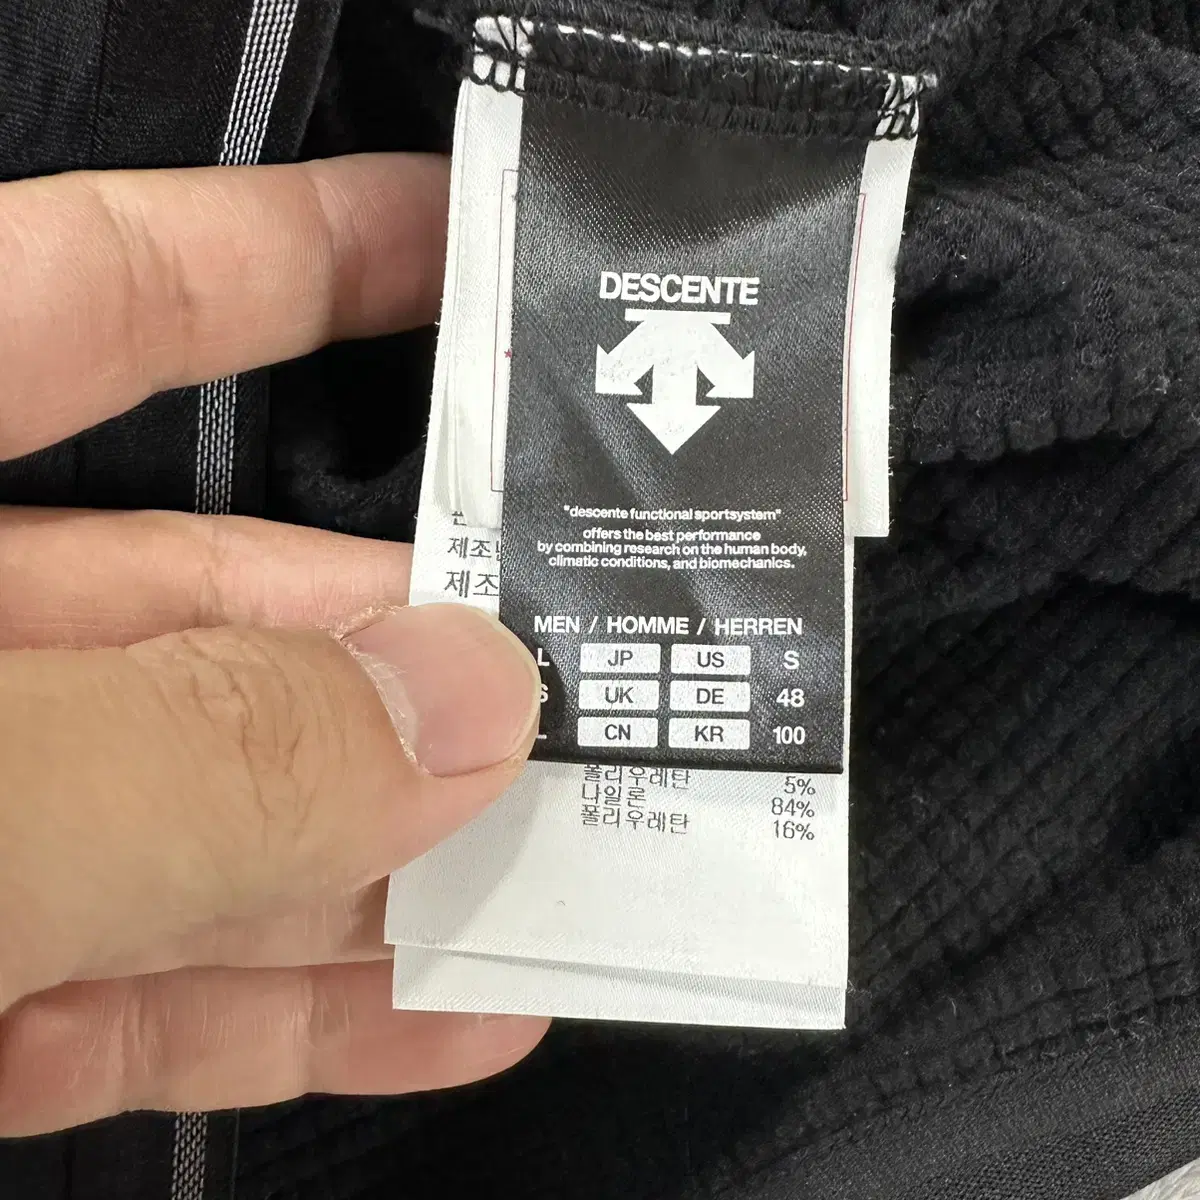 DESCENTE
"descente functional sportsystem"
offers the best performance
by combining research on the human body,
climatic conditions, and biomechanics.
제조
제조
MEN / HOMME / HERREN
L JP US S
S UK DE 48
L CN KR 100
폴리우레탄 5%
나일론 84%
폴리우레탄 16%